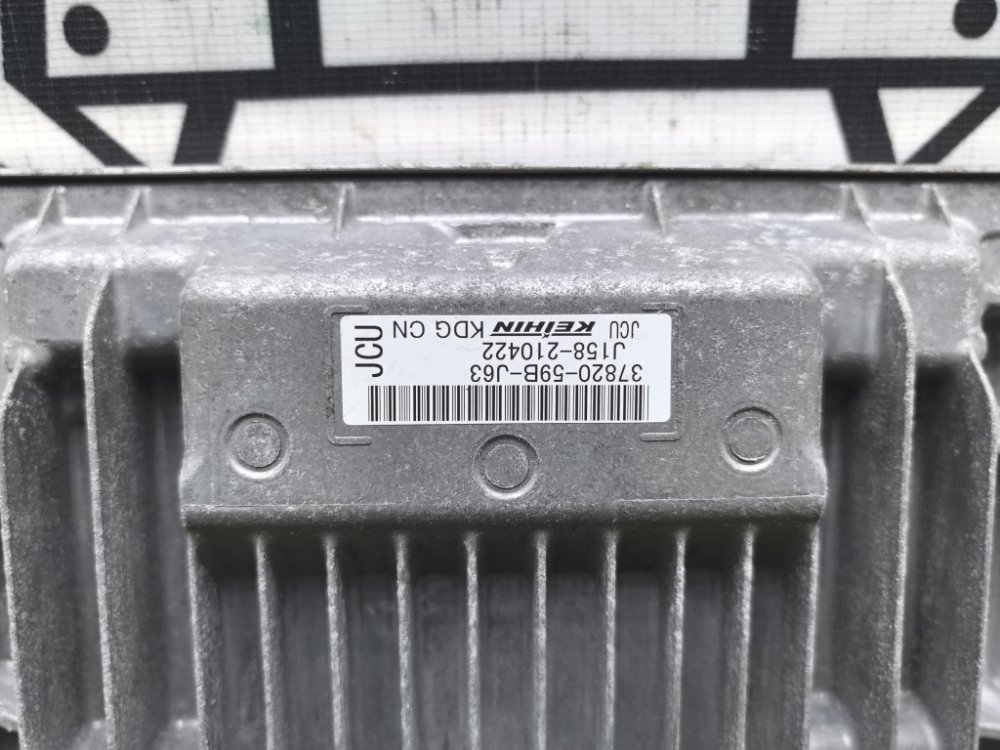 37820-59B-J63
J158-210422
JCU KEIHIN KDG CN
JCU